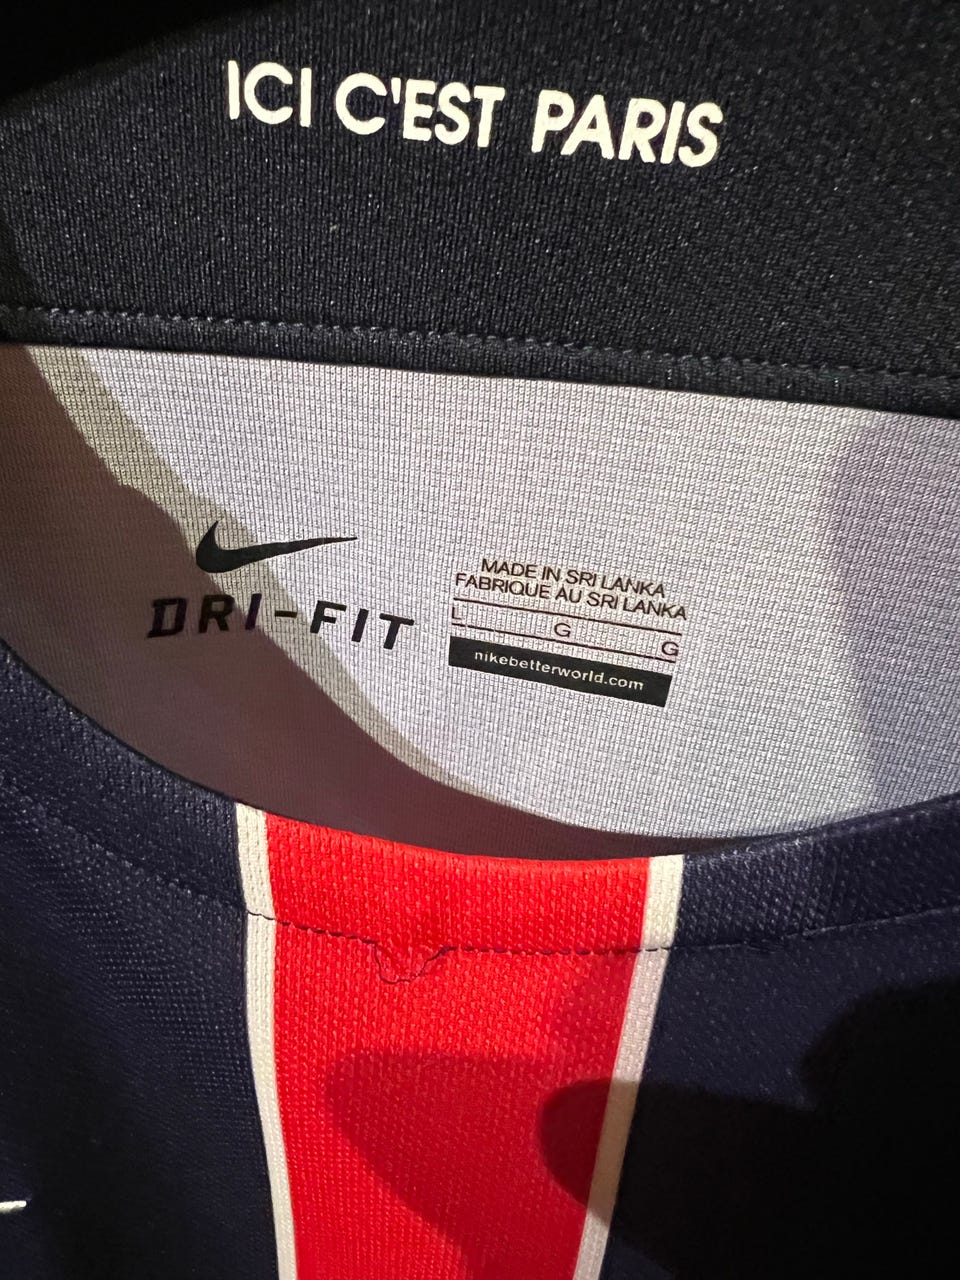 ICI C'EST PARIS
DRI-FIT
MADE IN SRI LANKA
FABRIQUE AU SRI LANKA
L G G
nikebetterworld.com